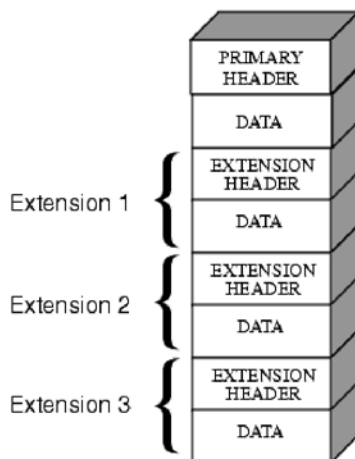 PRIMARY
HEADER
DATA
Extension 1
EXTENSION
HEADER
DATA
Extension 2
EXTENSION
HEADER
DATA
Extension 3
EXTENSION
HEADER
DATA